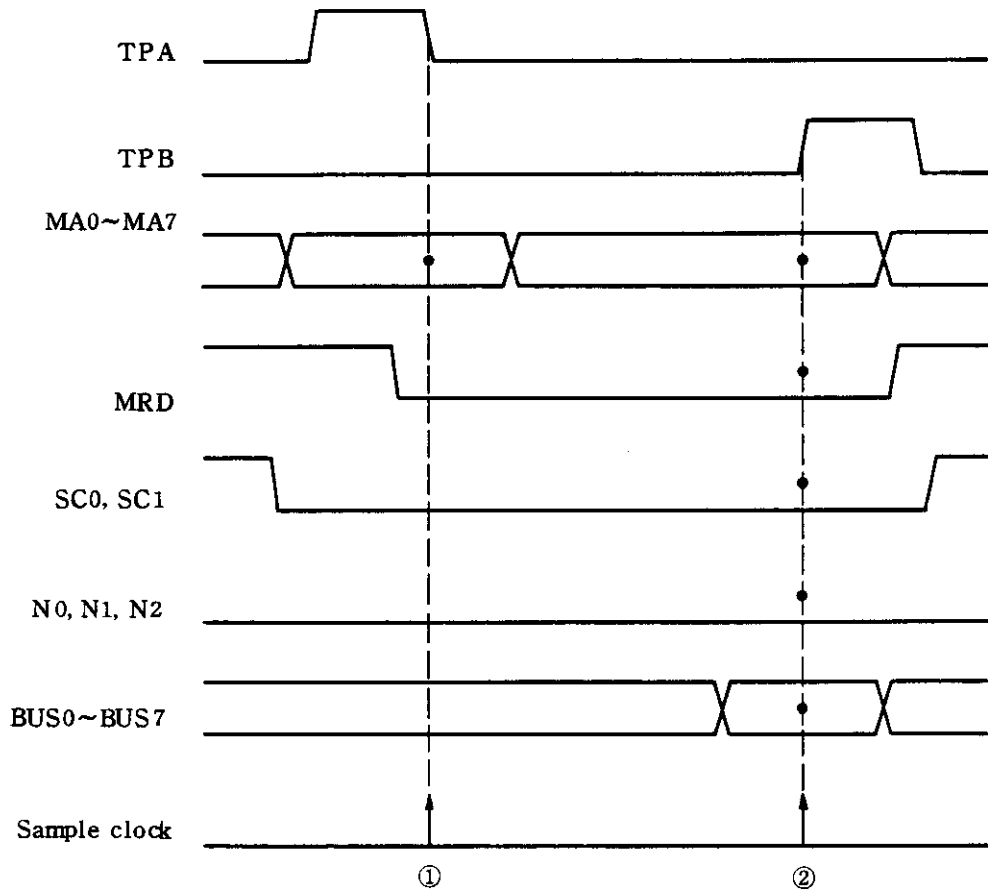 TPA
TPB
MA0~MA7
MRD
SC0, SC1
N0, N1, N2
BUS0~BUS7
Sample clock
① ②